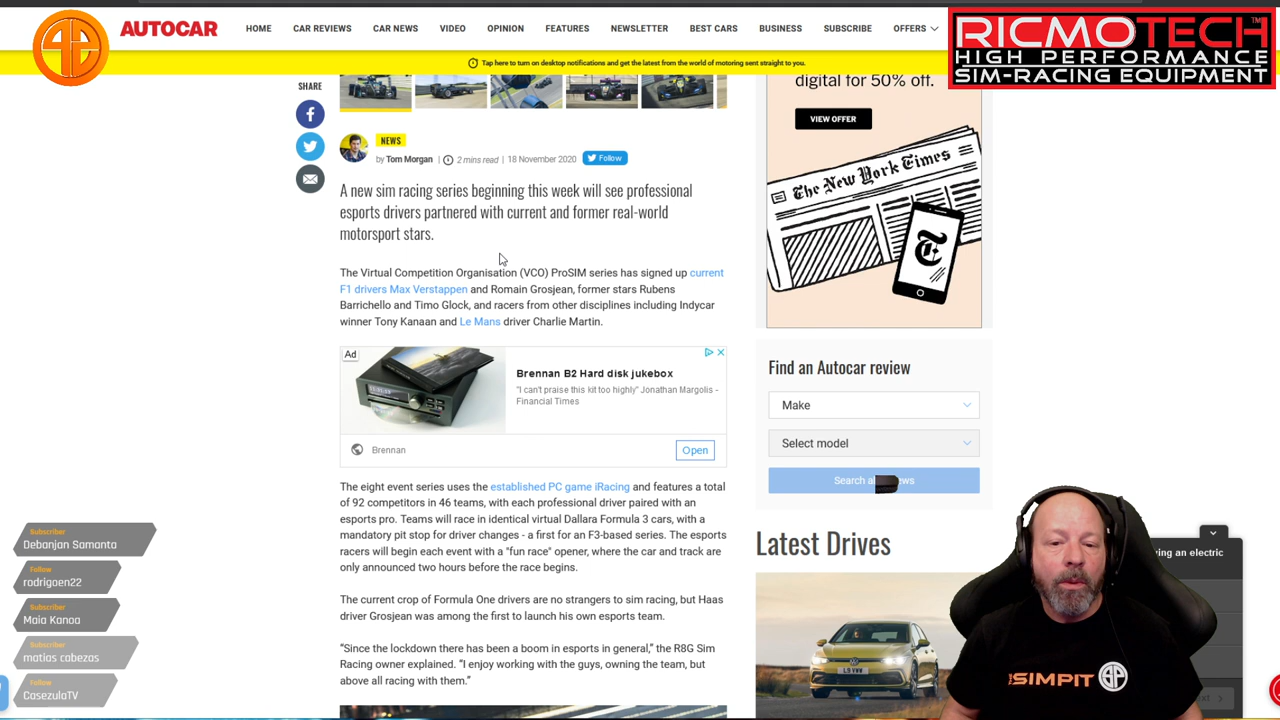 AUTOCAR
HOME
CAR REVIEWS
CAR NEWS
VIDEO
OPINION
FEATURES
NEWSLETTER
BEST CARS
BUSINESS
SUBSCRIBE
OFFERS
RICMOTECH™
HIGH PERFORMANCE
SIM-RACING EQUIPMENT
Tap here to turn on desktop notifications and get the latest from the world of motoring sent straight to you.
SHARE
NEWS
by Tom Morgan | 2 mins read | 18 November 2020
Follow
A new sim racing series beginning this week will see professional
esports drivers partnered with current and former real-world
motorsport stars.
The Virtual Competition Organisation (VCO) ProSIM series has signed up current
F1 drivers Max Verstappen and Romain Grosjean, former stars Rubens
Barrichello and Timo Glock, and racers from other disciplines including Indycar
winner Tony Kanaan and Le Mans driver Charlie Martin.
Ad
Brennan B2 Hard disk jukebox
"I can't praise this kit too highly" Jonathan Margolis -
Financial Times
Brennan
Open
The eight event series uses the established PC game iRacing and features a total
of 92 competitors in 46 teams, with each professional driver paired with an
esports pro. Teams will race in identical virtual Dallara Formula 3 cars, with a
mandatory pit stop for driver changes - a first for an F3-based series. The esports
racers will begin each event with a "fun race" opener, where the car and track are
only announced two hours before the race begins.
The current crop of Formula One drivers are no strangers to sim racing, but Haas
driver Grosjean was among the first to launch his own esports team.
“Since the lockdown there has been a boom in esports in general,” the R8G Sim
Racing owner explained. “I enjoy working with the guys, owning the team, but
above all racing with them.”
digital for 50% off.
VIEW OFFER
The New York Times
T
Find an Autocar review
Make
Select model
Search
Latest Drives
an electric
Subscriber
Debanjan Samanta
Follow
rodrigoen22
Subscriber
Maia Kanoa
Subscriber
matias cabezas
Follow
CasezulaTV
THE SIMPIT